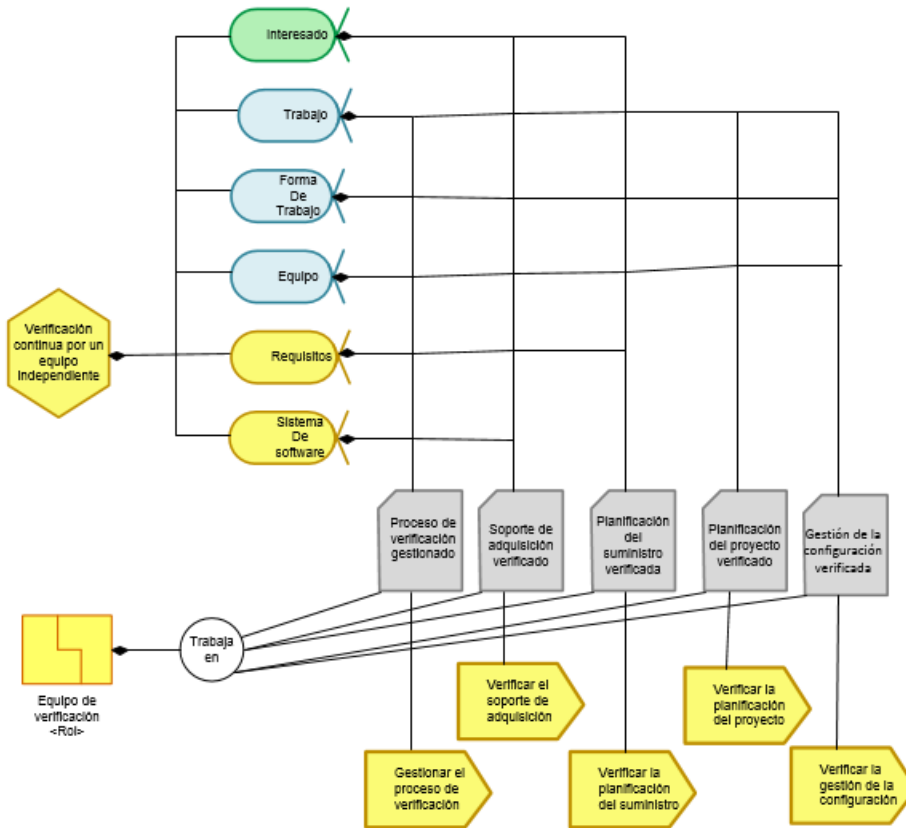 Interesado
Trabajo
Forma
De
Trabajo
Equipo
Verificación
continua por un
equipo
independiente
Requisitos
Sistema
De
software
Proceso de
verificación
gestionado
Soporte de
adquisición
verificado
Planificación
del
suministro
verificada
Planificación
del proyecto
verificado
Gestión de la
configuración
verificada
Trabaja
en
Equipo de
verificación
<Rol>
Verificar el
soporte de
adquisición
Verificar la
planificación
del proyecto
Gestionar el
proceso de
verificación
Verificar la
planificación
del suministro
Verificar la
gestión de la
configuración